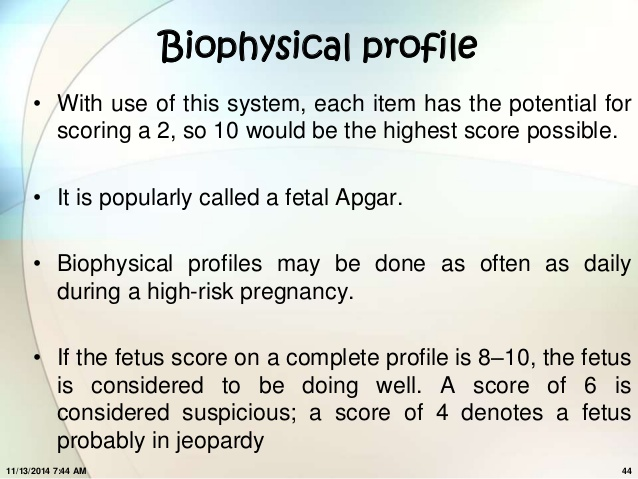 Biophysical profile
• With use of this system, each item has the potential for
scoring a 2, so 10 would be the highest score possible.
• It is popularly called a fetal Apgar.
• Biophysical profiles may be done as often as daily
during a high-risk pregnancy.
• If the fetus score on a complete profile is 8–10, the fetus
is considered to be doing well. A score of 6 is
considered suspicious; a score of 4 denotes a fetus
probably in jeopardy
11/13/2014 7:44 AM 44